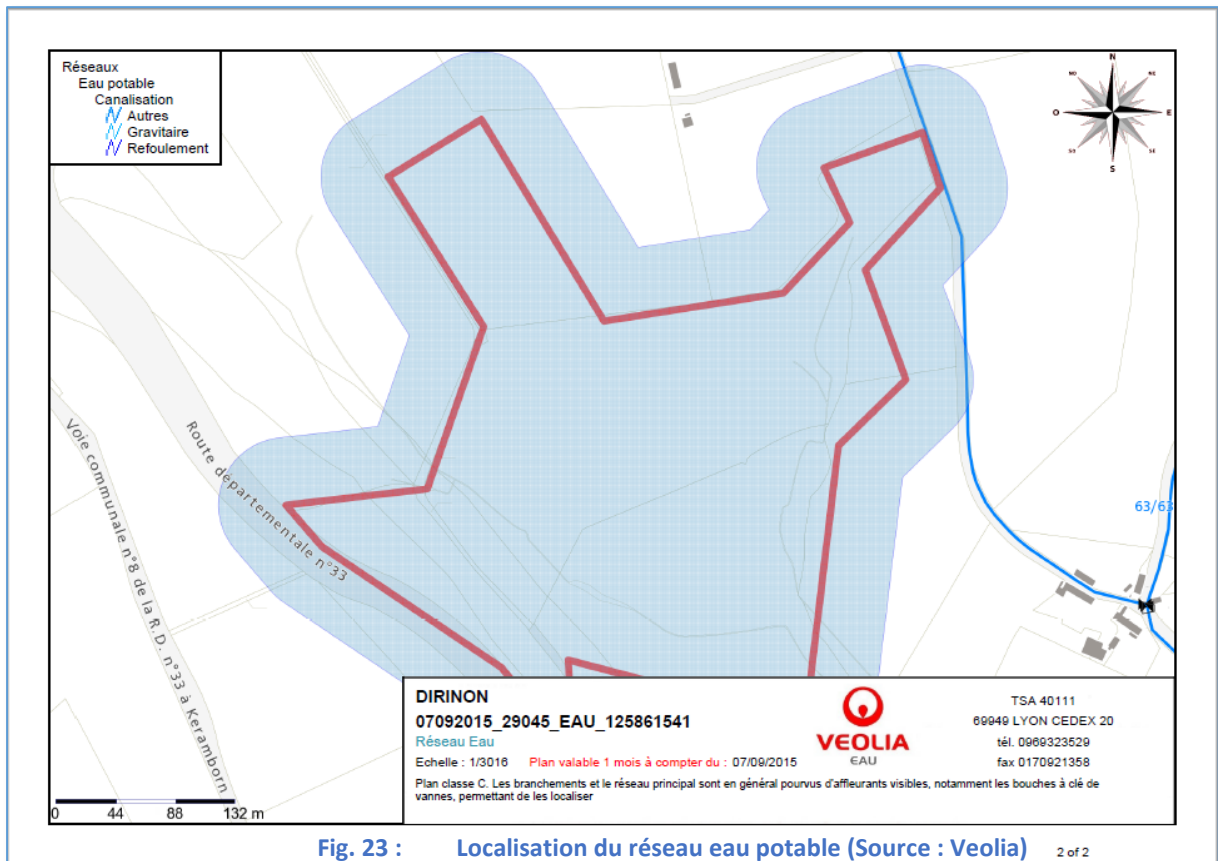 Réseaux
Eau potable
Canalisation
Autres
Gravitaire
Refoulement
N
NO
NE
O
E
SO
SE
S
Route départementale n°33
Voie communale n°8 de la R.D. n°33 à Keramborn
63/63
0 44 88 132 m
DIRINON
07092015_29045_EAU_125861541
Réseau Eau
Echelle : 1/3016 Plan valable 1 mois à compter du : 07/09/2015
Plan classe C. Les branchements et le réseau principal sont en général pourvus d'affleurants visibles, notamment les bouches à clé de
vannes, permettant de les localiser
VEOLIA
EAU
TSA 40111
69949 LYON CEDEX 20
tél. 0969323529
fax 0170921358
Fig. 23 : Localisation du réseau eau potable (Source : Veolia)
2 of 2